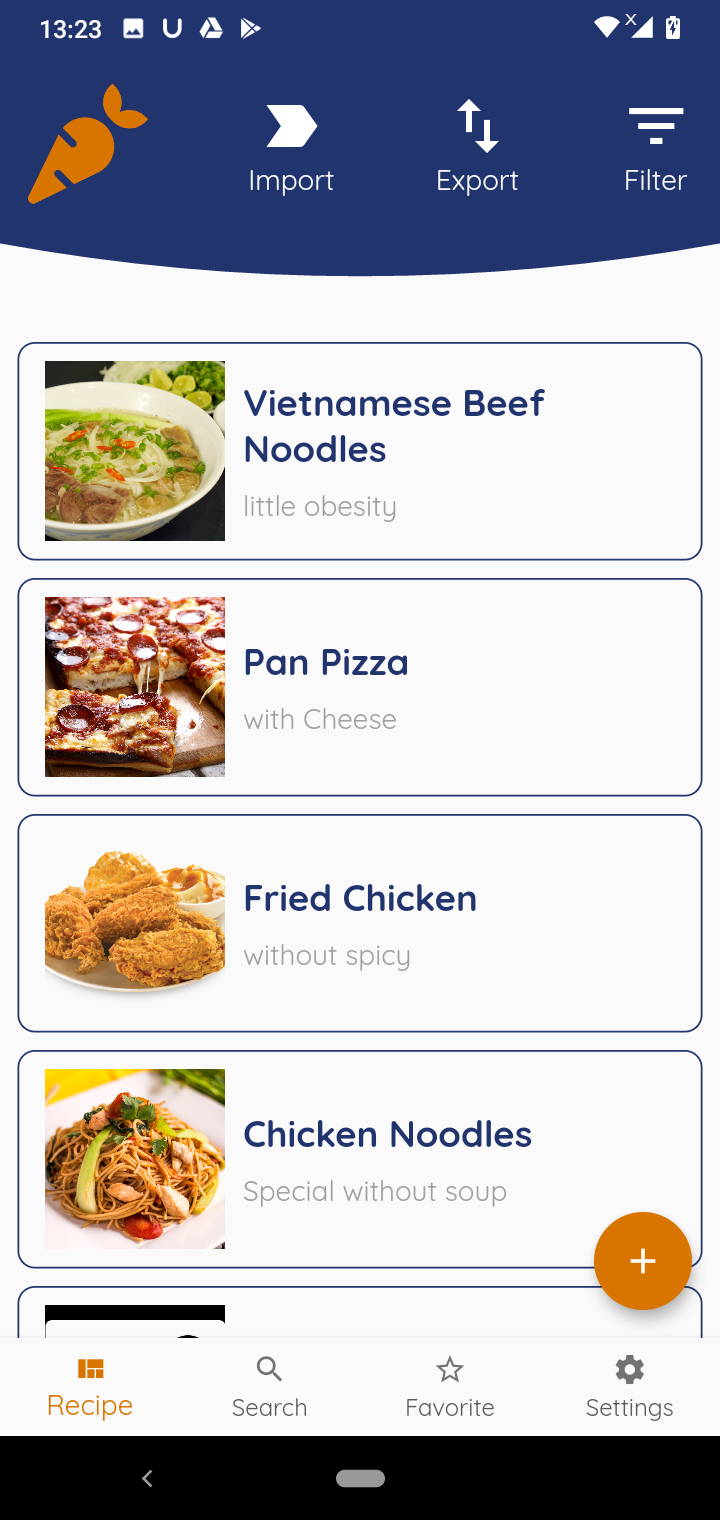 13:23
Import
Export
Filter
Vietnamese Beef
Noodles
little obesity
Pan Pizza
with Cheese
Fried Chicken
without spicy
Chicken Noodles
Special without soup
Recipe
Search
Favorite
Settings